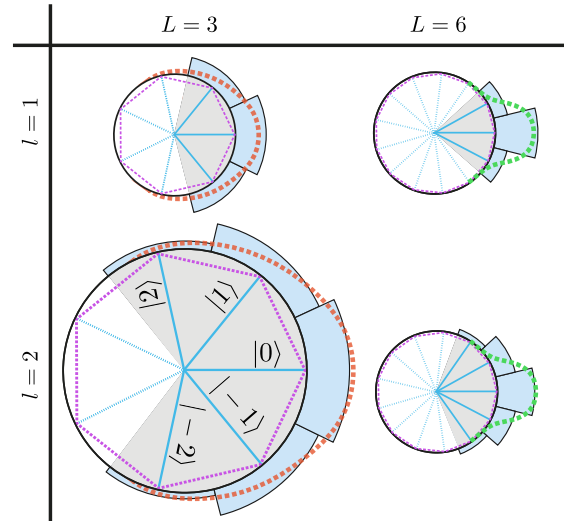 L = 3
L = 6
l = 1
l = 2
|2⟩
|1⟩
|0⟩
|−1⟩
|−2⟩